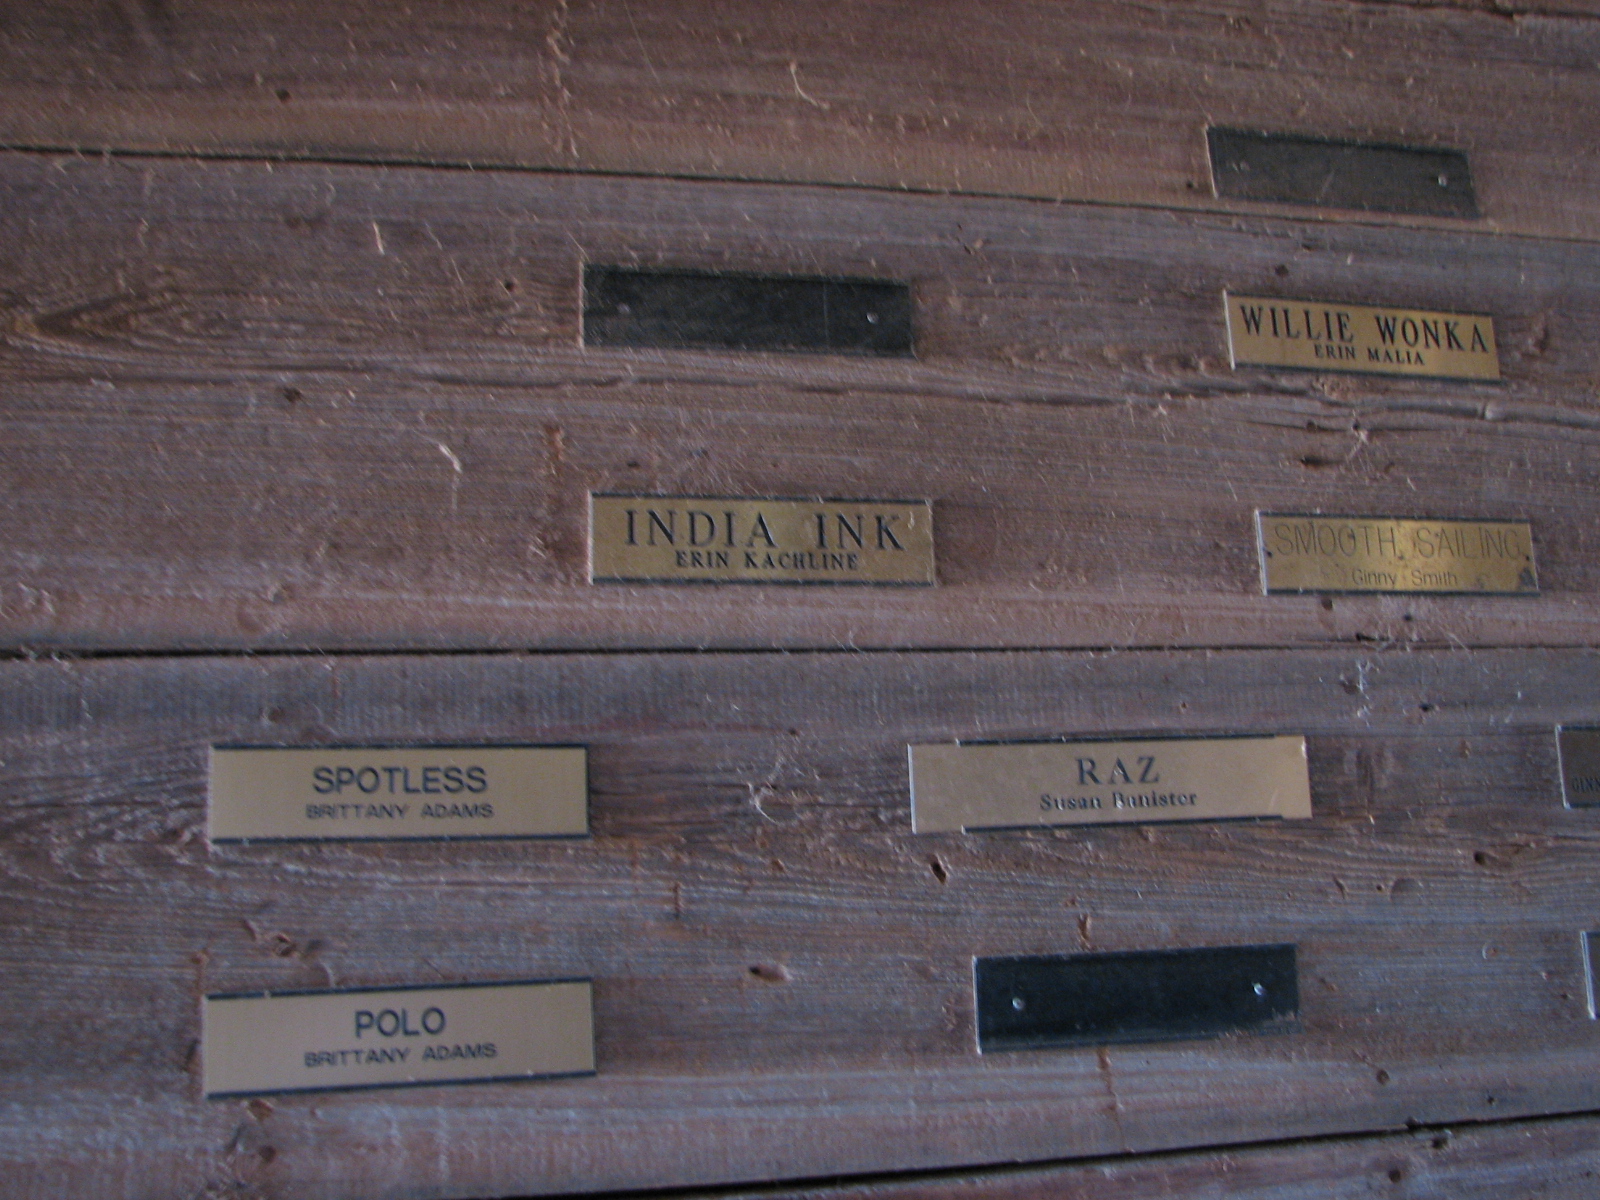 WILLIE WONKA
ERIN MALIA
INDIA INK
ERIN KACHLINE
SMOOTH SAILING
Ginny Smith
SPOTLESS
BRITTANY ADAMS
RAZ
Susan Banister
POLO
BRITTANY ADAMS